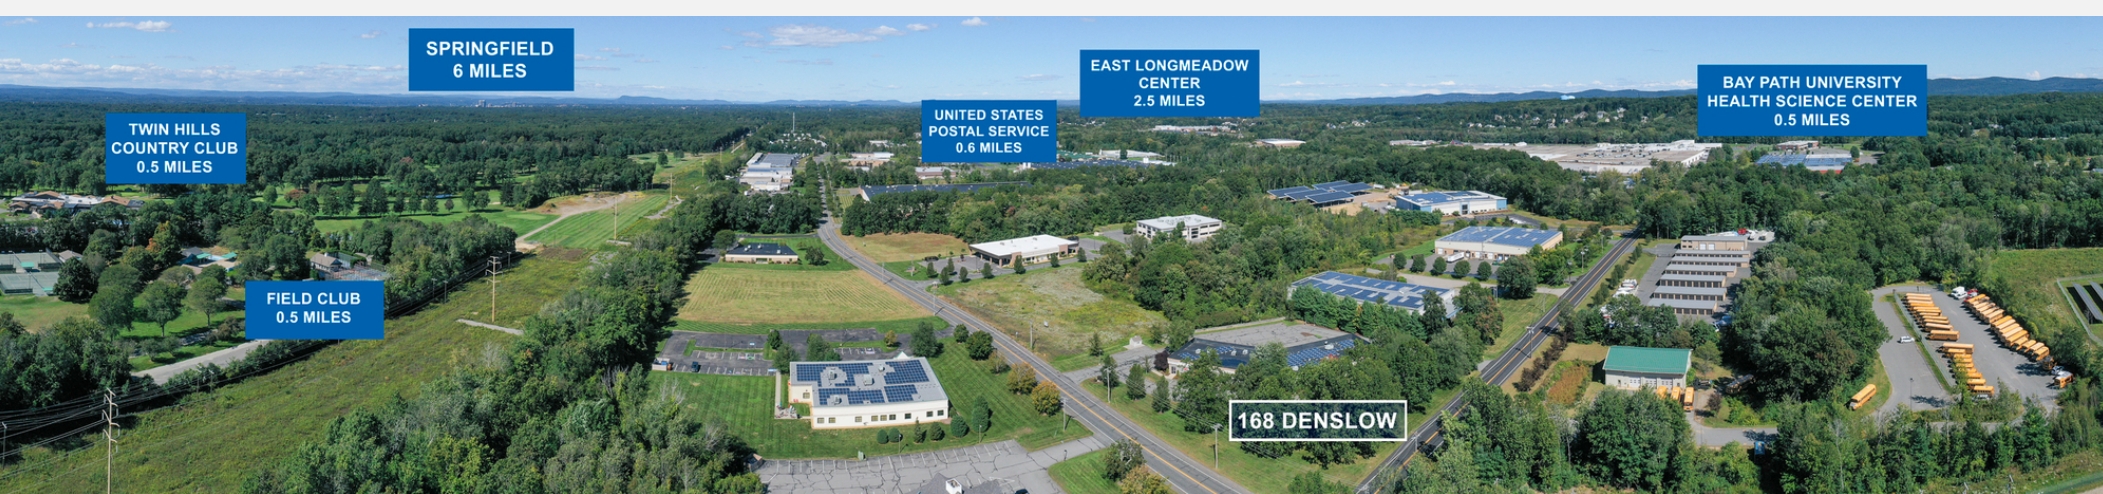 SPRINGFIELD
6 MILES
TWIN HILLS
COUNTRY CLUB
0.5 MILES
FIELD CLUB
0.5 MILES
UNITED STATES
POSTAL SERVICE
0.6 MILES
EAST LONGMEADOW
CENTER
2.5 MILES
BAY PATH UNIVERSITY
HEALTH SCIENCE CENTER
0.5 MILES
168 DENSLOW